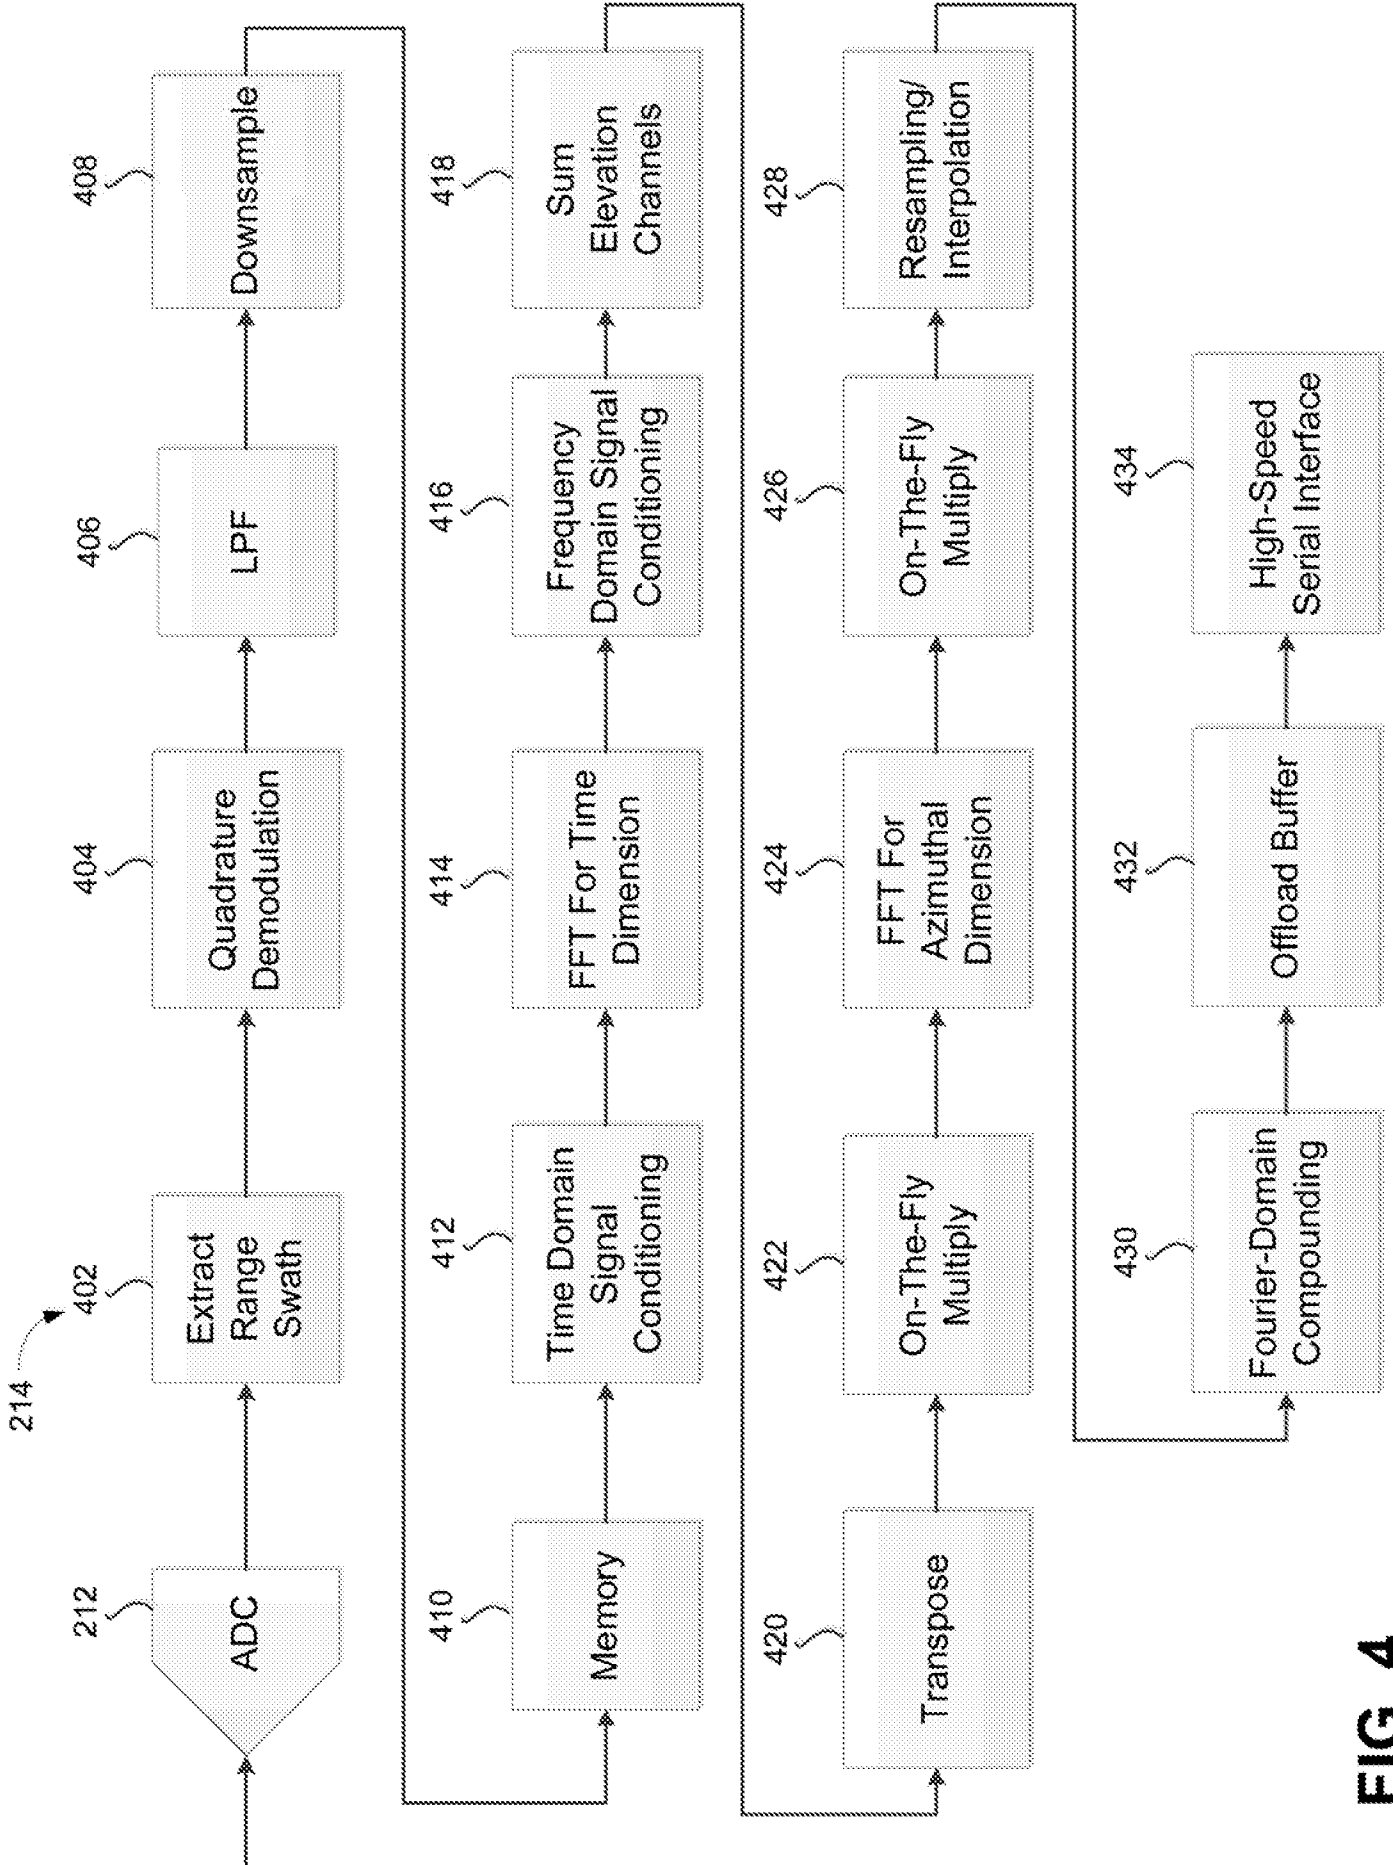 214
212
ADC
402
Extract
Range
Swath
404
Quadrature
Demodulation
406
LPF
408
Downsample
410
Memory
412
Time Domain
Signal
Conditioning
414
FFT For Time
Dimension
416
Frequency
Domain Signal
Conditioning
418
Sum
Elevation
Channels
420
Transpose
422
On-The-Fly
Multiply
424
FFT For
Azimuthal
Dimension
426
On-The-Fly
Multiply
428
Resampling/
Interpolation
430
Fourier-Domain
Compounding
432
Offload Buffer
434
High-Speed
Serial Interface
FIG. 4